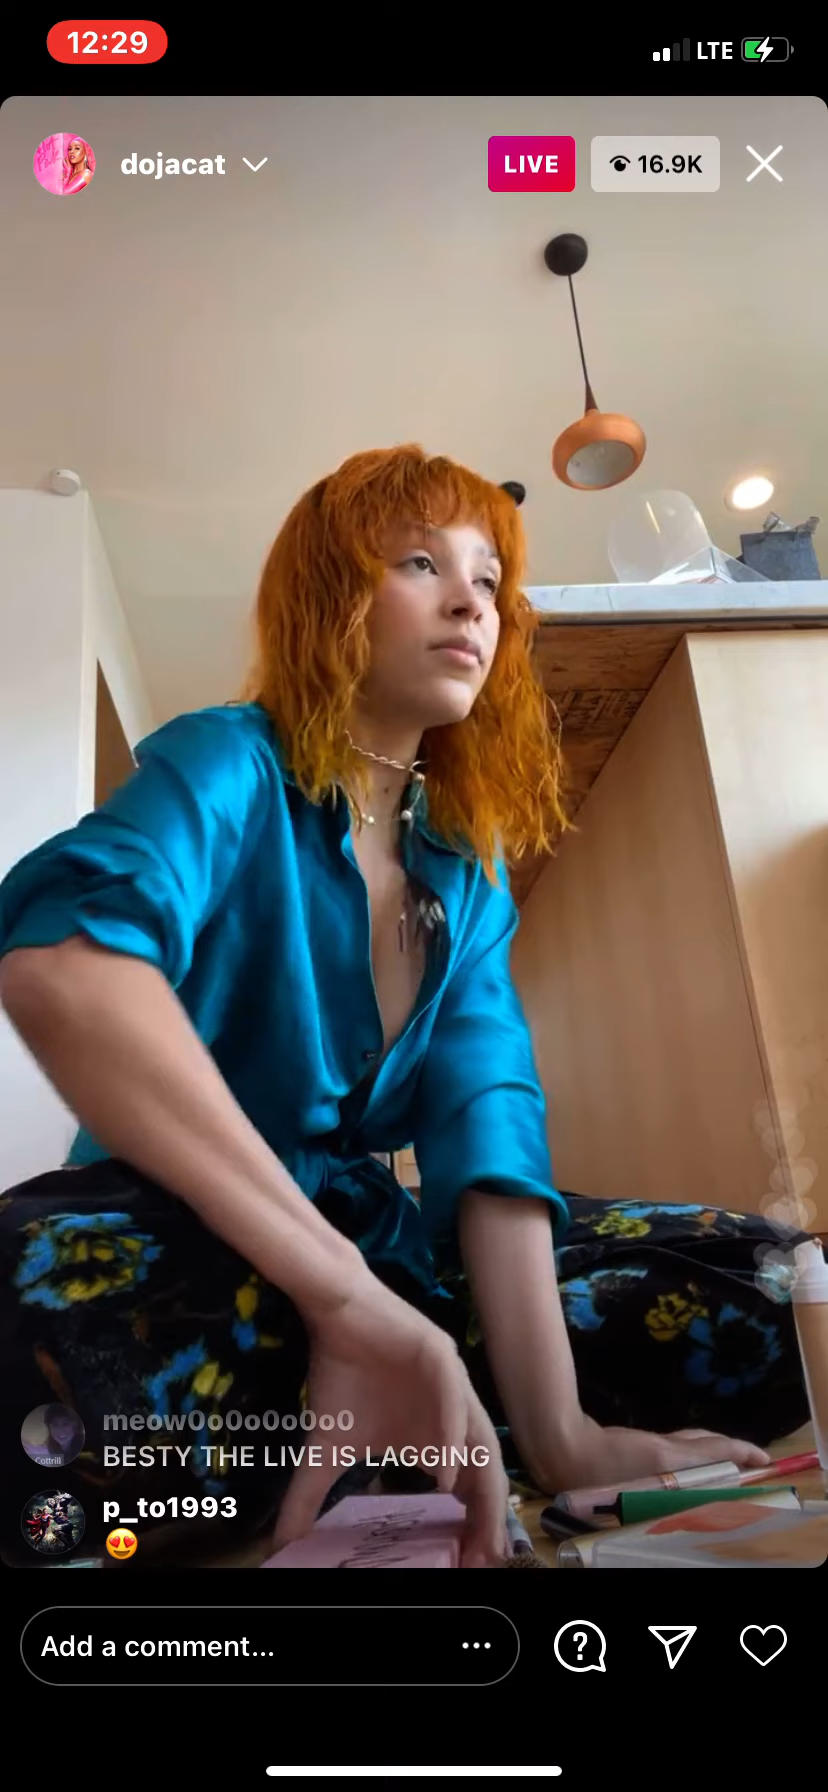 12:29
LTE
dojacat
LIVE
16.9K
meow0o0o0o0o0
BESTY THE LIVE IS LAGGING
p_to1993
😍
Add a comment...